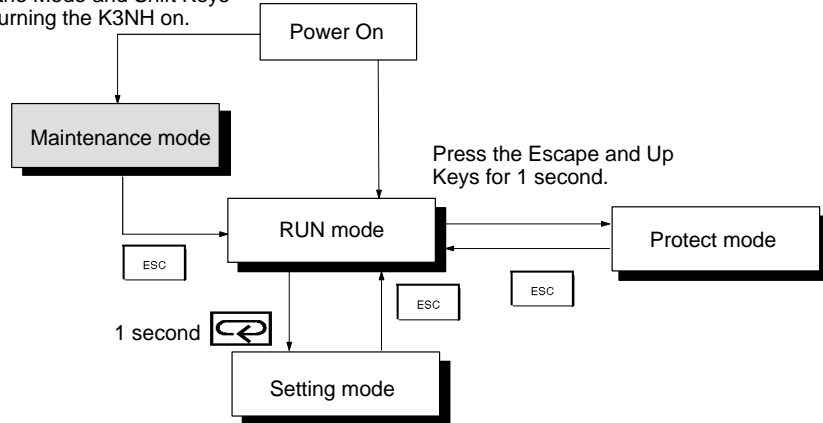 the Mode and Shift Keys
urning the K3NH on.
Power On
Maintenance mode
Press the Escape and Up
Keys for 1 second.
RUN mode
Protect mode
ESC
ESC
ESC
1 second
Setting mode